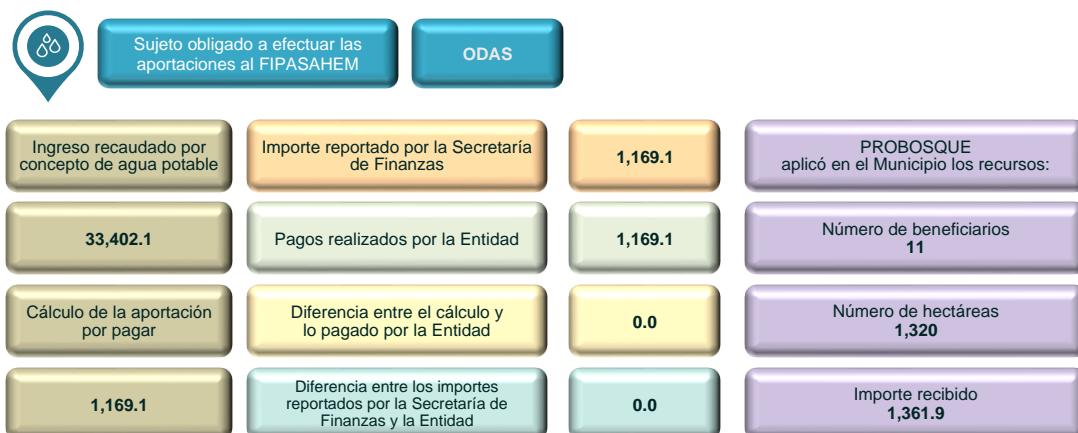 Sujeto obligado a efectuar las
aportaciones al FIPASAHEM
ODAS
Ingreso recaudado por
concepto de agua potable
Importe reportado por la Secretaría
de Finanzas
1,169.1
PROBOSQUE
aplicó en el Municipio los recursos:
33,402.1
Pagos realizados por la Entidad
1,169.1
Número de beneficiarios
11
Cálculo de la aportación
por pagar
Diferencia entre el cálculo y
lo pagado por la Entidad
0.0
Número de hectáreas
1,320
1,169.1
Diferencia entre los importes
reportados por la Secretaría de
Finanzas y la Entidad
0.0
Importe recibido
1,361.9